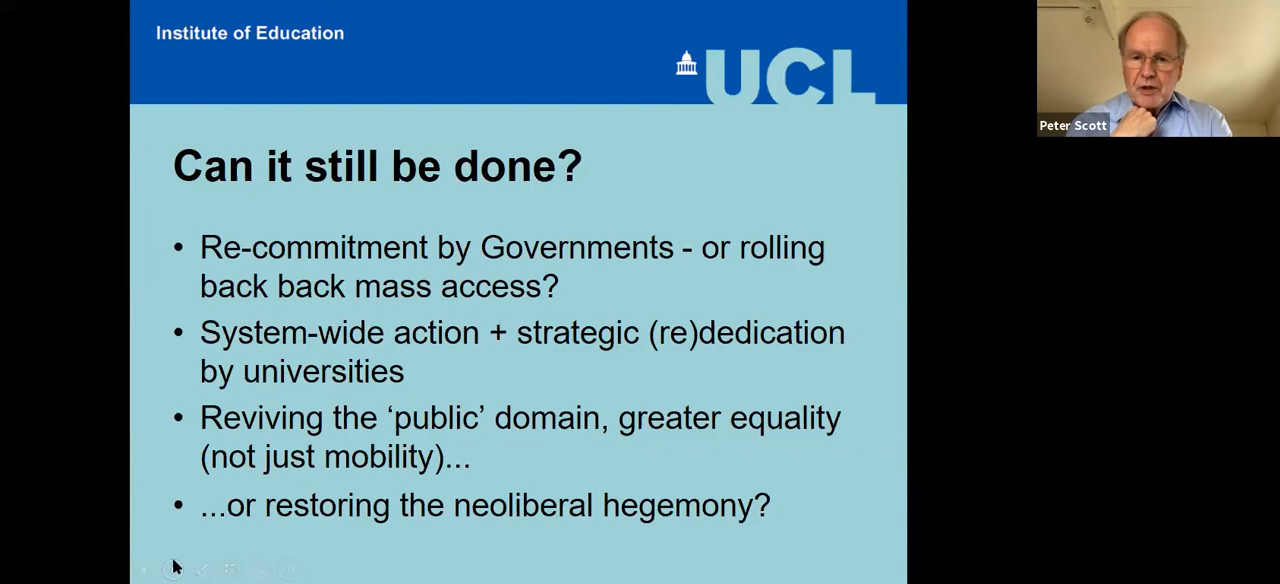 Institute of Education
UCL
Peter Scott
Can it still be done?
• Re-commitment by Governments - or rolling
back back mass access?
• System-wide action + strategic (re)dedication
by universities
• Reviving the ‘public’ domain, greater equality
(not just mobility)...
• ...or restoring the neoliberal hegemony?